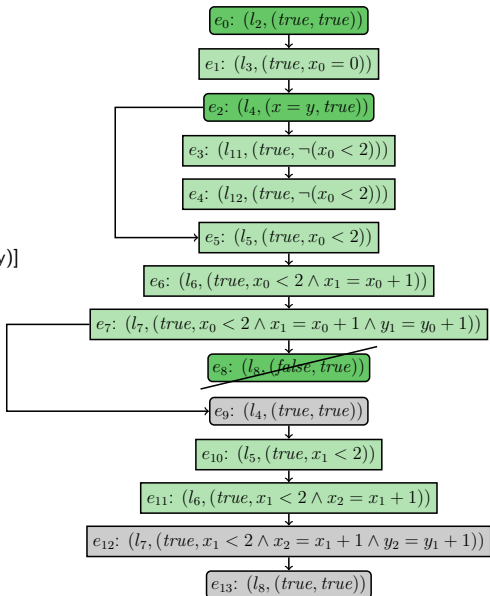 e₀: (l₂, (true, true))
e₁: (l₃, (true, x₀ = 0))
e₂: (l₄, (x = y, true))
e₃: (l₁₁, (true, ¬(x₀ < 2)))
e₄: (l₁₂, (true, ¬(x₀ < 2)))
e₅: (l₅, (true, x₀ < 2))
y)]
e₆: (l₆, (true, x₀ < 2 ∧ x₁ = x₀ + 1))
e₇: (l₇, (true, x₀ < 2 ∧ x₁ = x₀ + 1 ∧ y₁ = y₀ + 1))
e₈: (l₈, (false, true))
e₉: (l₄, (true, true))
e₁₀: (l₅, (true, x₁ < 2))
e₁₁: (l₆, (true, x₁ < 2 ∧ x₂ = x₁ + 1))
e₁₂: (l₇, (true, x₁ < 2 ∧ x₂ = x₁ + 1 ∧ y₂ = y₁ + 1))
e₁₃: (l₈, (true, true))